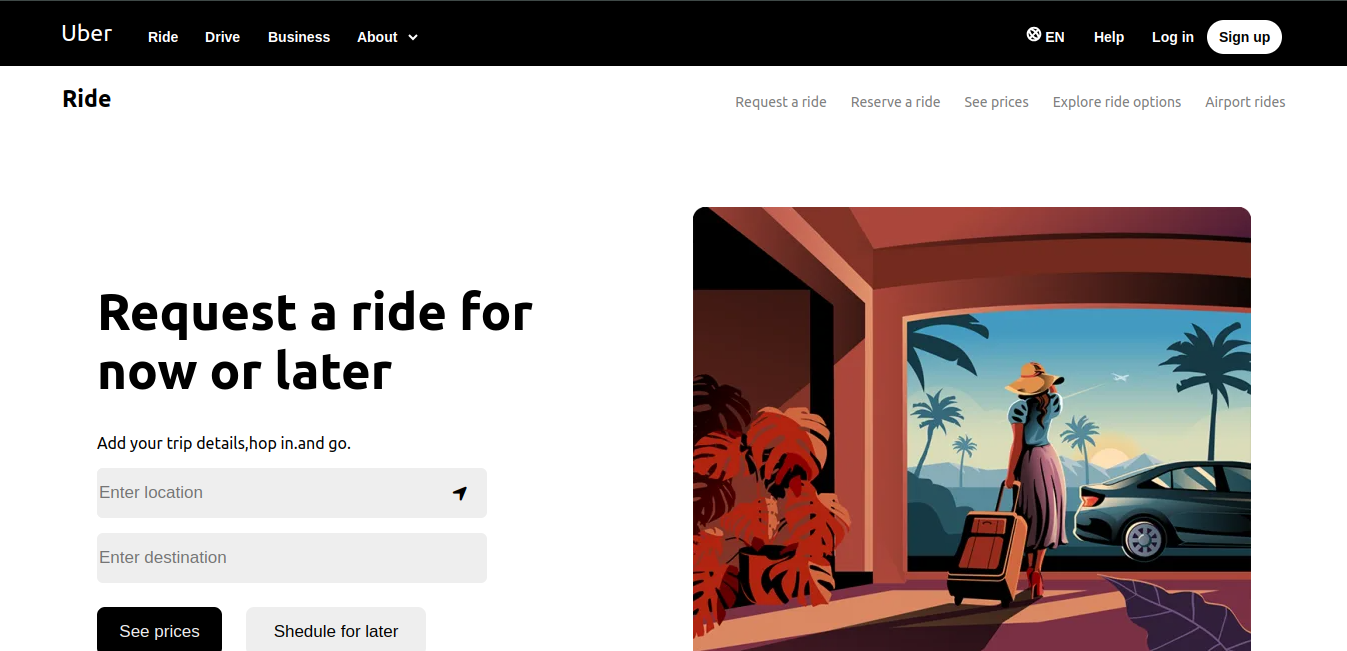 Uber Ride Drive Business About EN Help Log in Sign up
Ride Request a ride Reserve a ride See prices Explore ride options Airport rides
Request a ride for
now or later
Add your trip details,hop in.and go.
Enter location
Enter destination
See prices Shedule for later